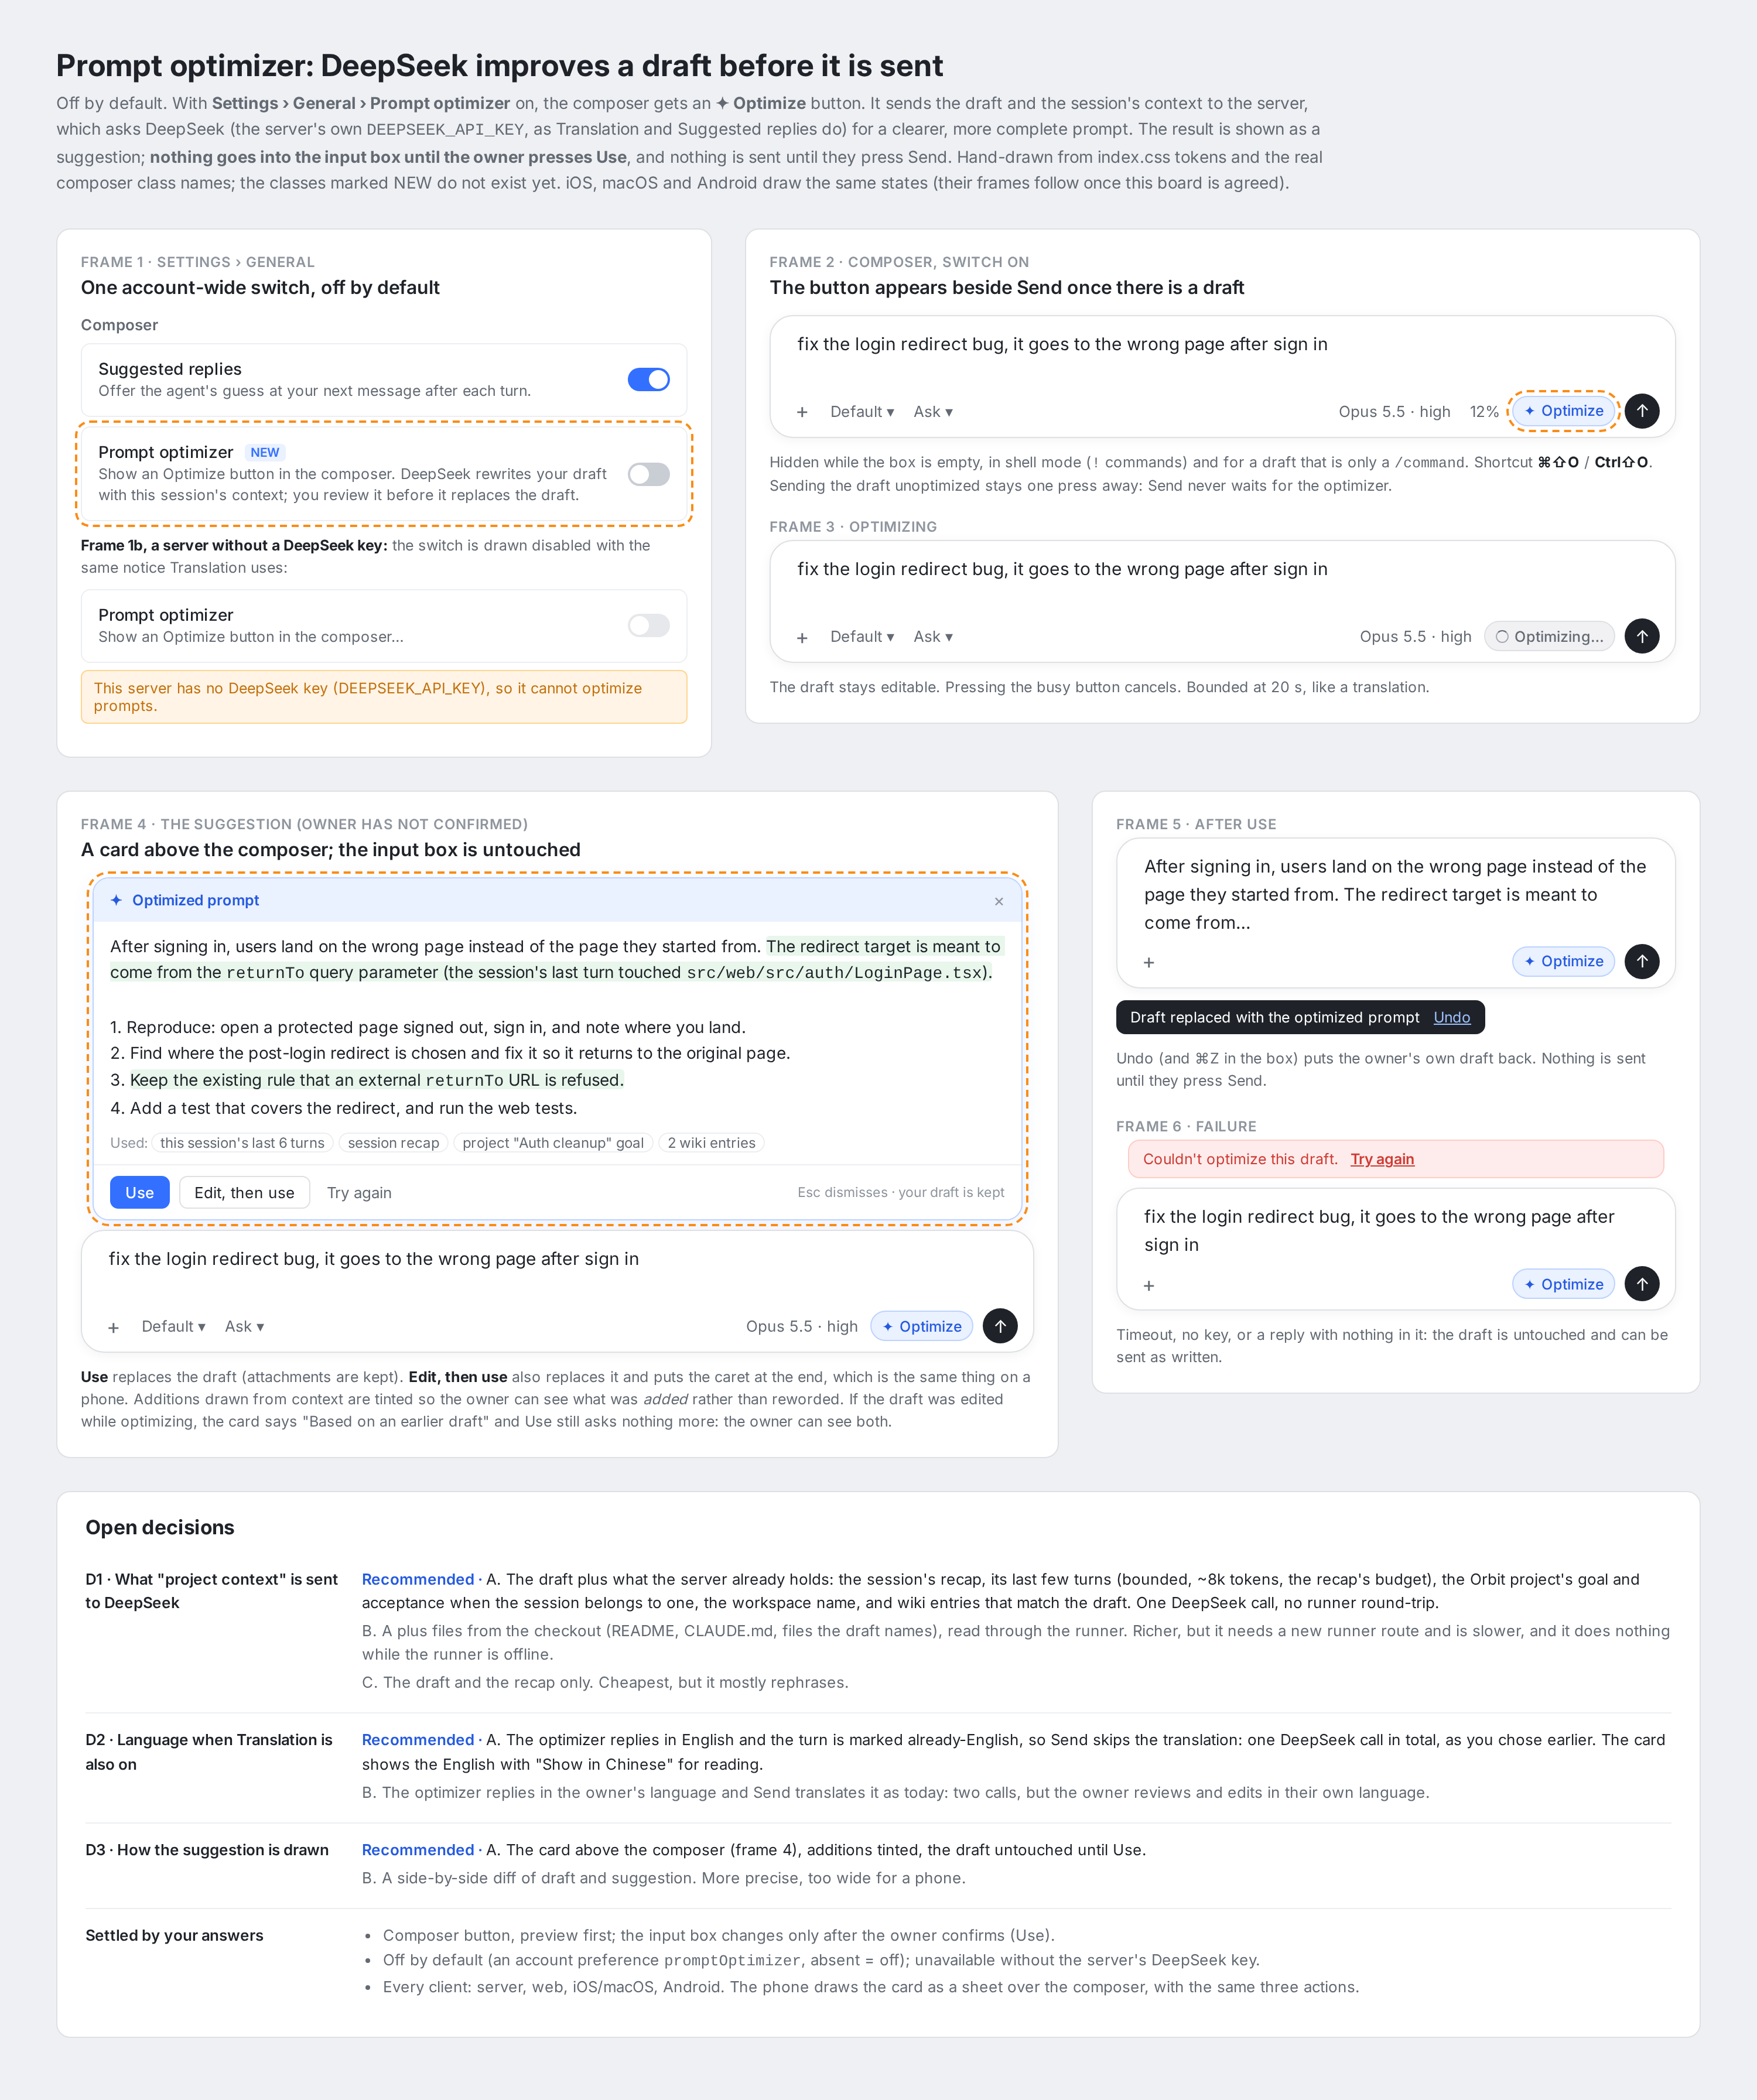 Prompt optimizer: DeepSeek improves a draft before it is sent
Off by default. With Settings › General › Prompt optimizer on, the composer gets an ✦ Optimize button. It sends the draft and the session's context to the server,
which asks DeepSeek (the server's own DEEPSEEK_API_KEY, as Translation and Suggested replies do) for a clearer, more complete prompt. The result is shown as a
suggestion; nothing goes into the input box until the owner presses Use, and nothing is sent until they press Send. Hand-drawn from index.css tokens and the real
composer class names; the classes marked NEW do not exist yet. iOS, macOS and Android draw the same states (their frames follow once this board is agreed).
FRAME 1 · SETTINGS › GENERAL
One account-wide switch, off by default
Composer
Suggested replies
Offer the agent's guess at your next message after each turn.
Prompt optimizer NEW
Show an Optimize button in the composer. DeepSeek rewrites your draft
with this session's context; you review it before it replaces the draft.
Frame 1b, a server without a DeepSeek key: the switch is drawn disabled with the
same notice Translation uses:
Prompt optimizer
Show an Optimize button in the composer...
This server has no DeepSeek key (DEEPSEEK_API_KEY), so it cannot optimize
prompts.
FRAME 2 · COMPOSER, SWITCH ON
The button appears beside Send once there is a draft
fix the login redirect bug, it goes to the wrong page after sign in
+ Default ▾ Ask ▾ Opus 5.5 · high 12% ✦ Optimize ↑
Hidden while the box is empty, in shell mode (! commands) and for a draft that is only a /command. Shortcut ⌘⇧O / Ctrl⇧O.
Sending the draft unoptimized stays one press away: Send never waits for the optimizer.
FRAME 3 · OPTIMIZING
fix the login redirect bug, it goes to the wrong page after sign in
+ Default ▾ Ask ▾ Opus 5.5 · high Optimizing... ↑
The draft stays editable. Pressing the busy button cancels. Bounded at 20 s, like a translation.
FRAME 4 · THE SUGGESTION (OWNER HAS NOT CONFIRMED)
A card above the composer; the input box is untouched
✦ Optimized prompt ×
After signing in, users land on the wrong page instead of the page they started from. The redirect target is meant to
come from the returnTo query parameter (the session's last turn touched src/web/src/auth/LoginPage.tsx).
1. Reproduce: open a protected page signed out, sign in, and note where you land.
2. Find where the post-login redirect is chosen and fix it so it returns to the original page.
3. Keep the existing rule that an external returnTo URL is refused.
4. Add a test that covers the redirect, and run the web tests.
Used: this session's last 6 turns session recap project "Auth cleanup" goal 2 wiki entries
Use Edit, then use Try again Esc dismisses · your draft is kept
fix the login redirect bug, it goes to the wrong page after sign in
+ Default ▾ Ask ▾ Opus 5.5 · high ✦ Optimize ↑
Use replaces the draft (attachments are kept). Edit, then use also replaces it and puts the caret at the end, which is the same thing on a
phone. Additions drawn from context are tinted so the owner can see what was added rather than reworded. If the draft was edited
while optimizing, the card says "Based on an earlier draft" and Use still asks nothing more: the owner can see both.
FRAME 5 · AFTER USE
After signing in, users land on the wrong page instead of the
page they started from. The redirect target is meant to
come from...
+ ✦ Optimize ↑
Draft replaced with the optimized prompt Undo
Undo (and ⌘Z in the box) puts the owner's own draft back. Nothing is sent
until they press Send.
FRAME 6 · FAILURE
Couldn't optimize this draft. Try again
fix the login redirect bug, it goes to the wrong page after
sign in
+ ✦ Optimize ↑
Timeout, no key, or a reply with nothing in it: the draft is untouched and can be
sent as written.
Open decisions
D1 · What "project context" is sent
to DeepSeek
Recommended · A. The draft plus what the server already holds: the session's recap, its last few turns (bounded, ~8k tokens, the recap's budget), the Orbit project's goal and
acceptance when the session belongs to one, the workspace name, and wiki entries that match the draft. One DeepSeek call, no runner round-trip.
B. A plus files from the checkout (README, CLAUDE.md, files the draft names), read through the runner. Richer, but it needs a new runner route and is slower, and it does nothing
while the runner is offline.
C. The draft and the recap only. Cheapest, but it mostly rephrases.
D2 · Language when Translation is
also on
Recommended · A. The optimizer replies in English and the turn is marked already-English, so Send skips the translation: one DeepSeek call in total, as you chose earlier. The card
shows the English with "Show in Chinese" for reading.
B. The optimizer replies in the owner's language and Send translates it as today: two calls, but the owner reviews and edits in their own language.
D3 · How the suggestion is drawn
Recommended · A. The card above the composer (frame 4), additions tinted, the draft untouched until Use.
B. A side-by-side diff of draft and suggestion. More precise, too wide for a phone.
Settled by your answers
• Composer button, preview first; the input box changes only after the owner confirms (Use).
• Off by default (an account preference promptOptimizer, absent = off); unavailable without the server's DeepSeek key.
• Every client: server, web, iOS/macOS, Android. The phone draws the card as a sheet over the composer, with the same three actions.